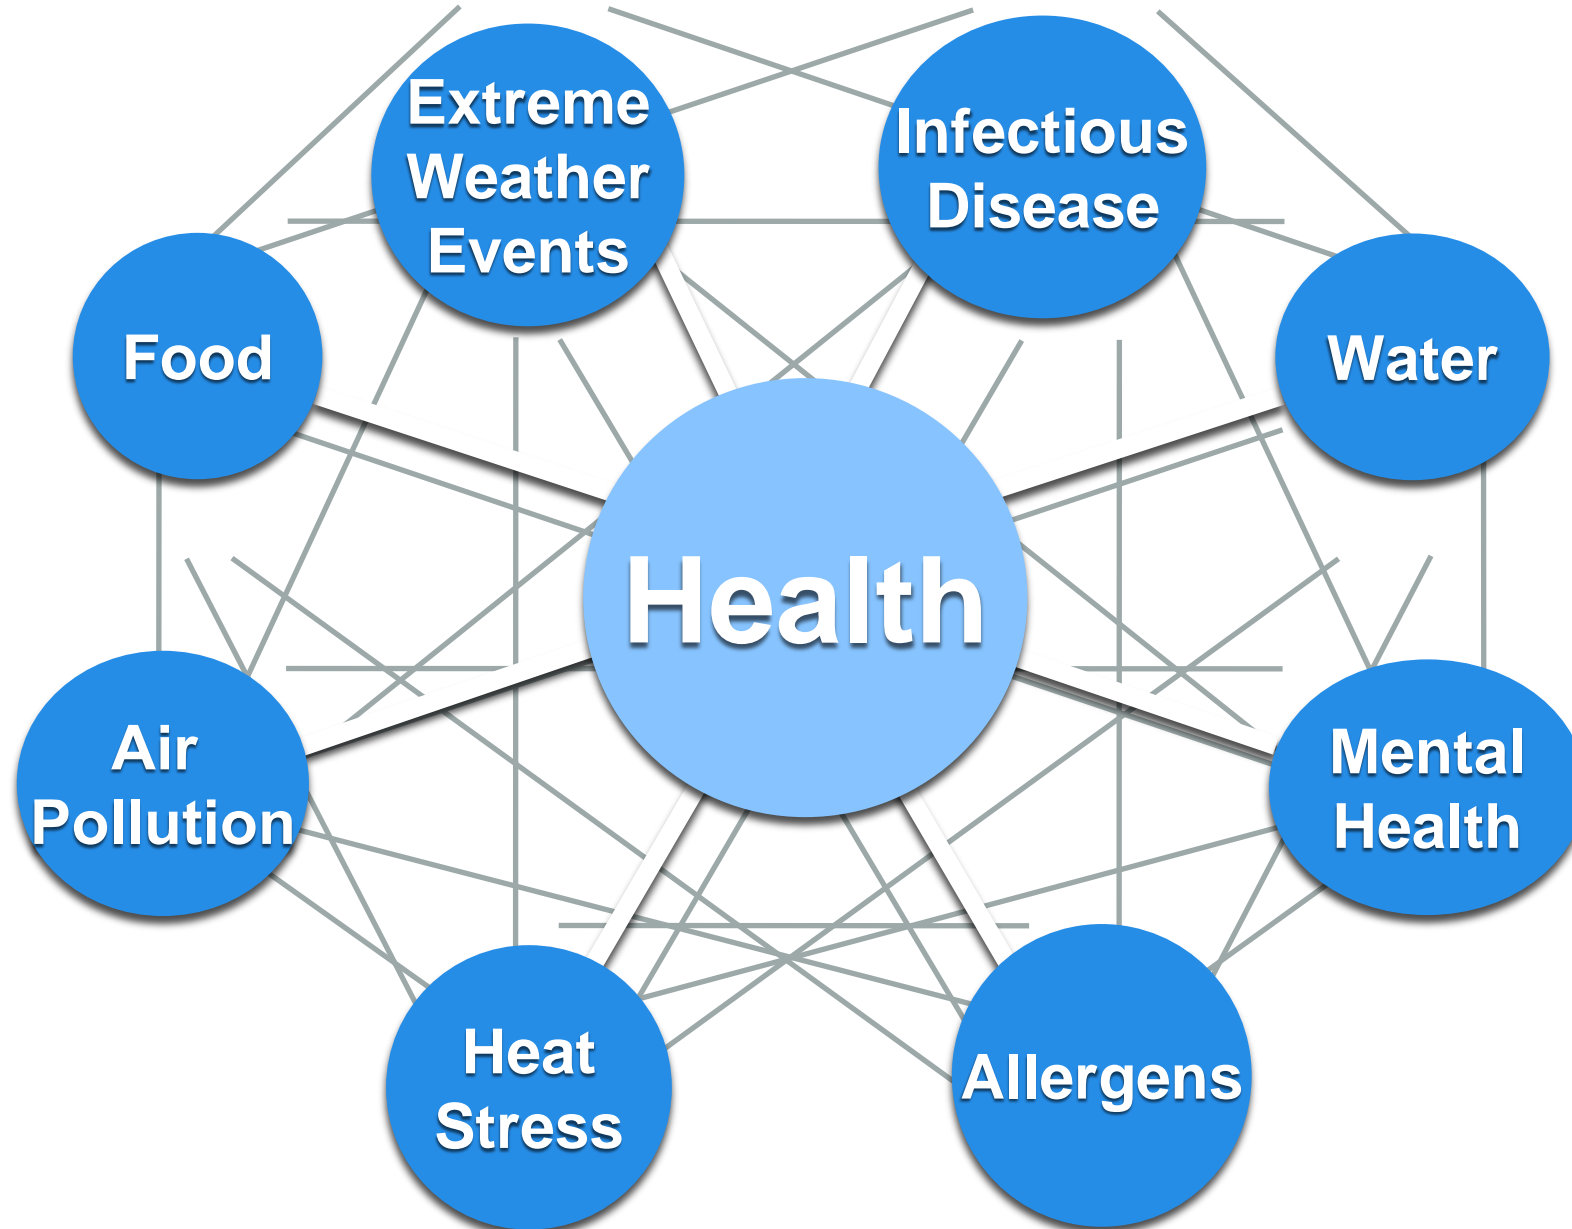 Extreme
Weather
Events
Infectious
Disease
Food
Water
Health
Air
Pollution
Mental
Health
Heat
Stress
Allergens